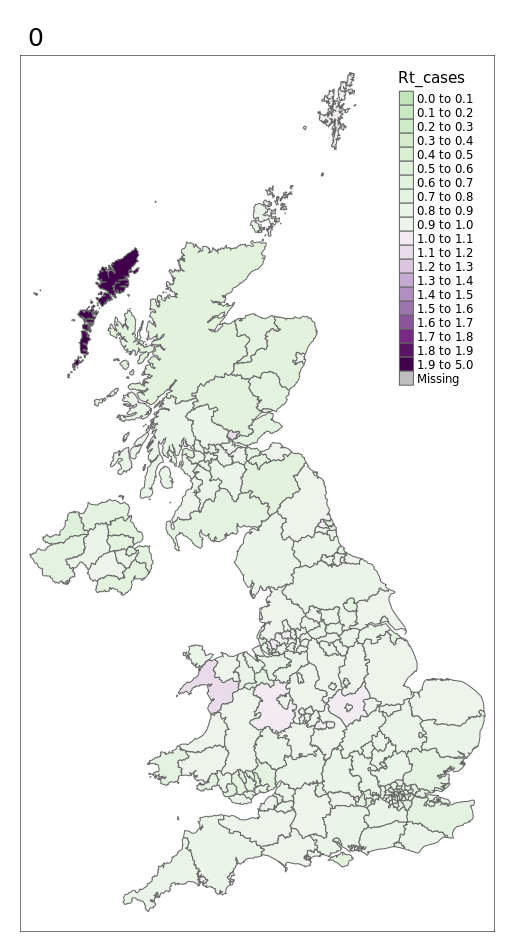 0
Rt_cases
0.0 to 0.1
0.1 to 0.2
0.2 to 0.3
0.3 to 0.4
0.4 to 0.5
0.5 to 0.6
0.6 to 0.7
0.7 to 0.8
0.8 to 0.9
0.9 to 1.0
1.0 to 1.1
1.1 to 1.2
1.2 to 1.3
1.3 to 1.4
1.4 to 1.5
1.5 to 1.6
1.6 to 1.7
1.7 to 1.8
1.8 to 1.9
1.9 to 5.0
Missing